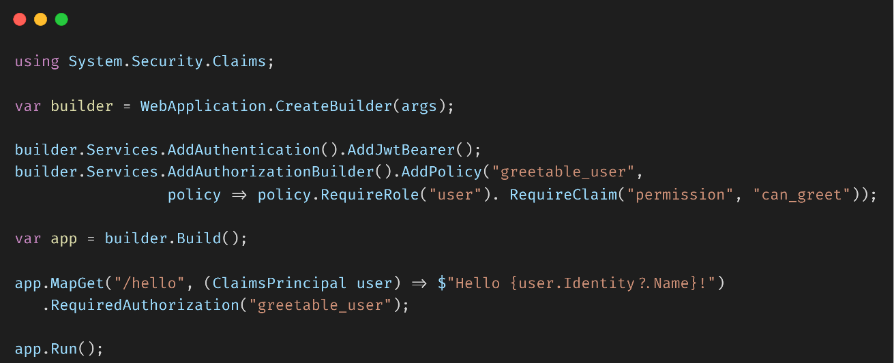 using System.Security.Claims;
var builder = WebApplication.CreateBuilder(args);
builder.Services.AddAuthentication().AddJwtBearer();
builder.Services.AddAuthorizationBuilder().AddPolicy("greetable_user",
policy => policy.RequireRole("user"). RequireClaim("permission", "can_greet"));
var app = builder.Build();
app.MapGet("/hello", (ClaimsPrincipal user) => $"Hello {user.Identity?.Name}!")
.RequiredAuthorization("greetable_user");
app.Run();